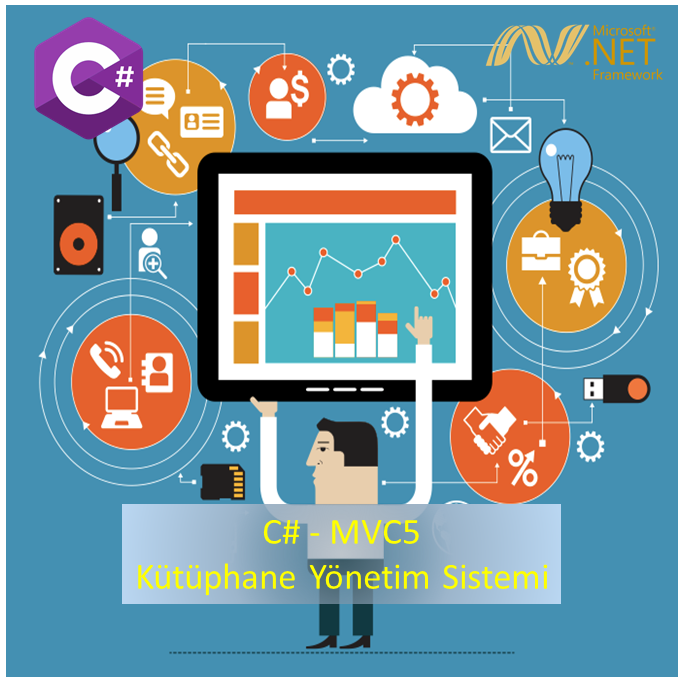 C#
Microsoft®
.NET
Framework
$
%
C# - MVC5
Kütüphane Yönetim Sistemi